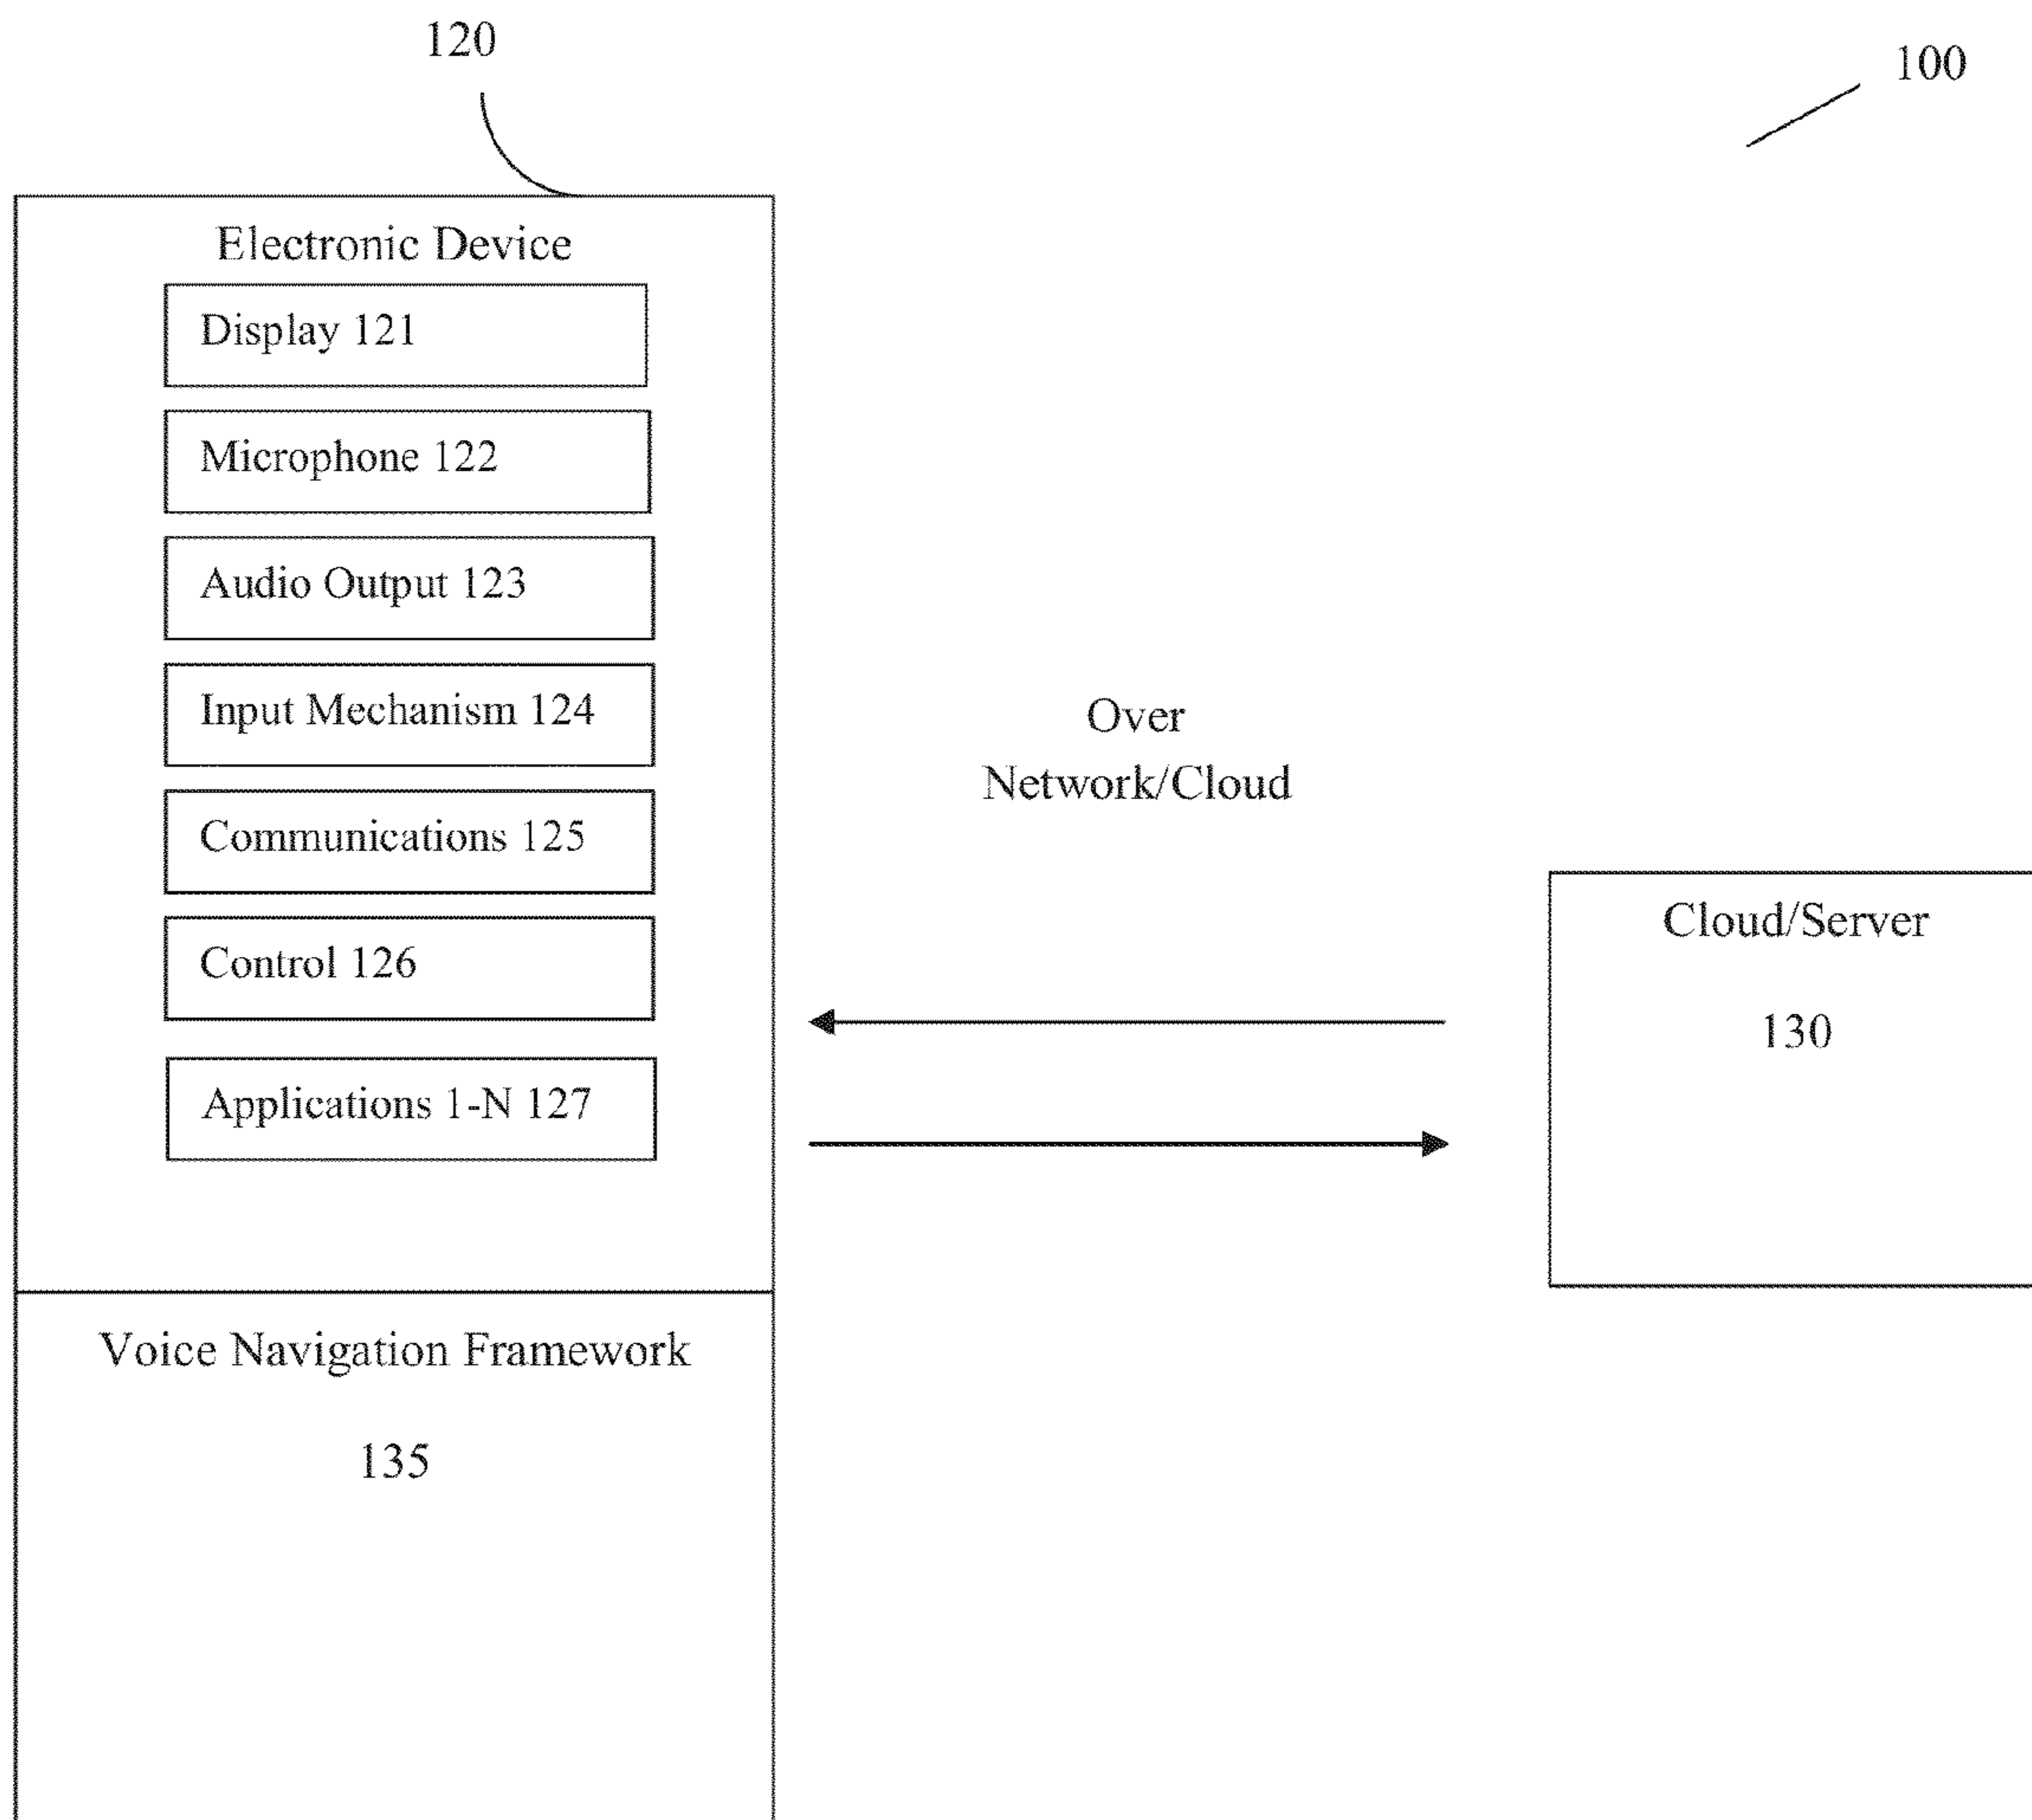 120
100
Electronic Device
Display 121
Microphone 122
Audio Output 123
Input Mechanism 124
Communications 125
Control 126
Applications 1-N 127
Over
Network/Cloud
Cloud/Server
130
Voice Navigation Framework
135